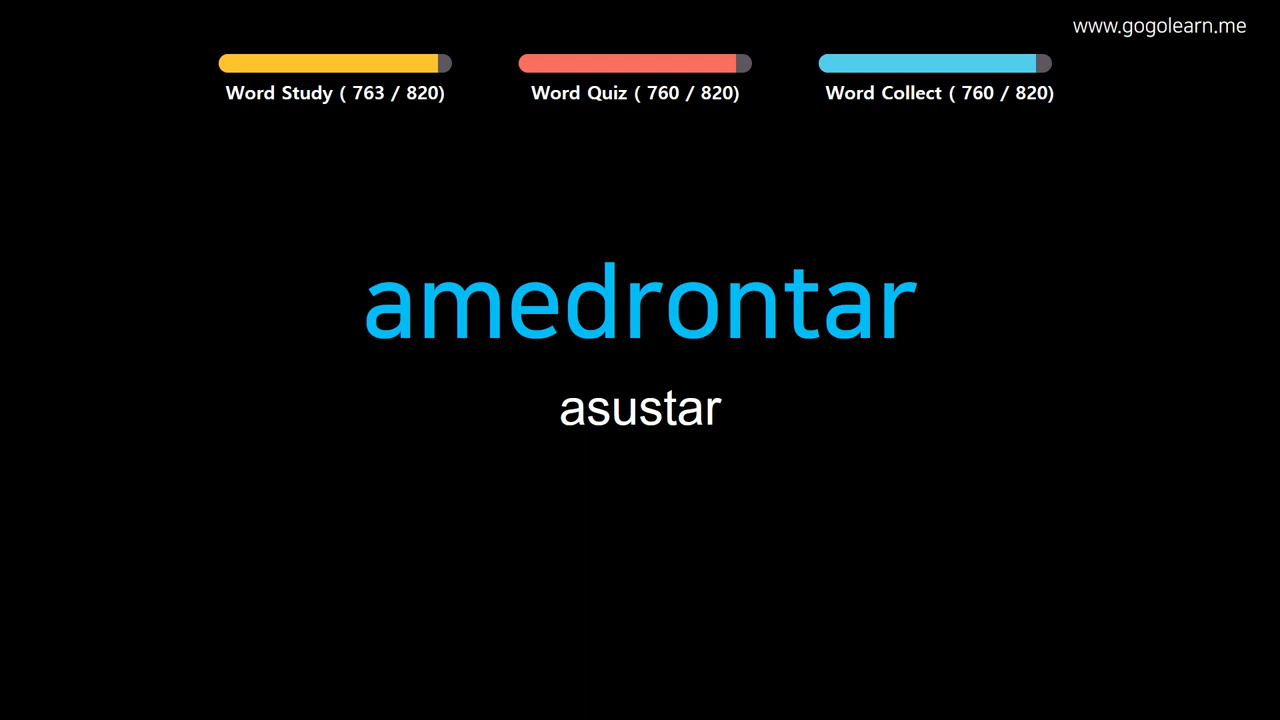 www.gogolearn.me
Word Study ( 763 / 820)
Word Quiz ( 760 / 820)
Word Collect ( 760 / 820)
amedrontar
asustar